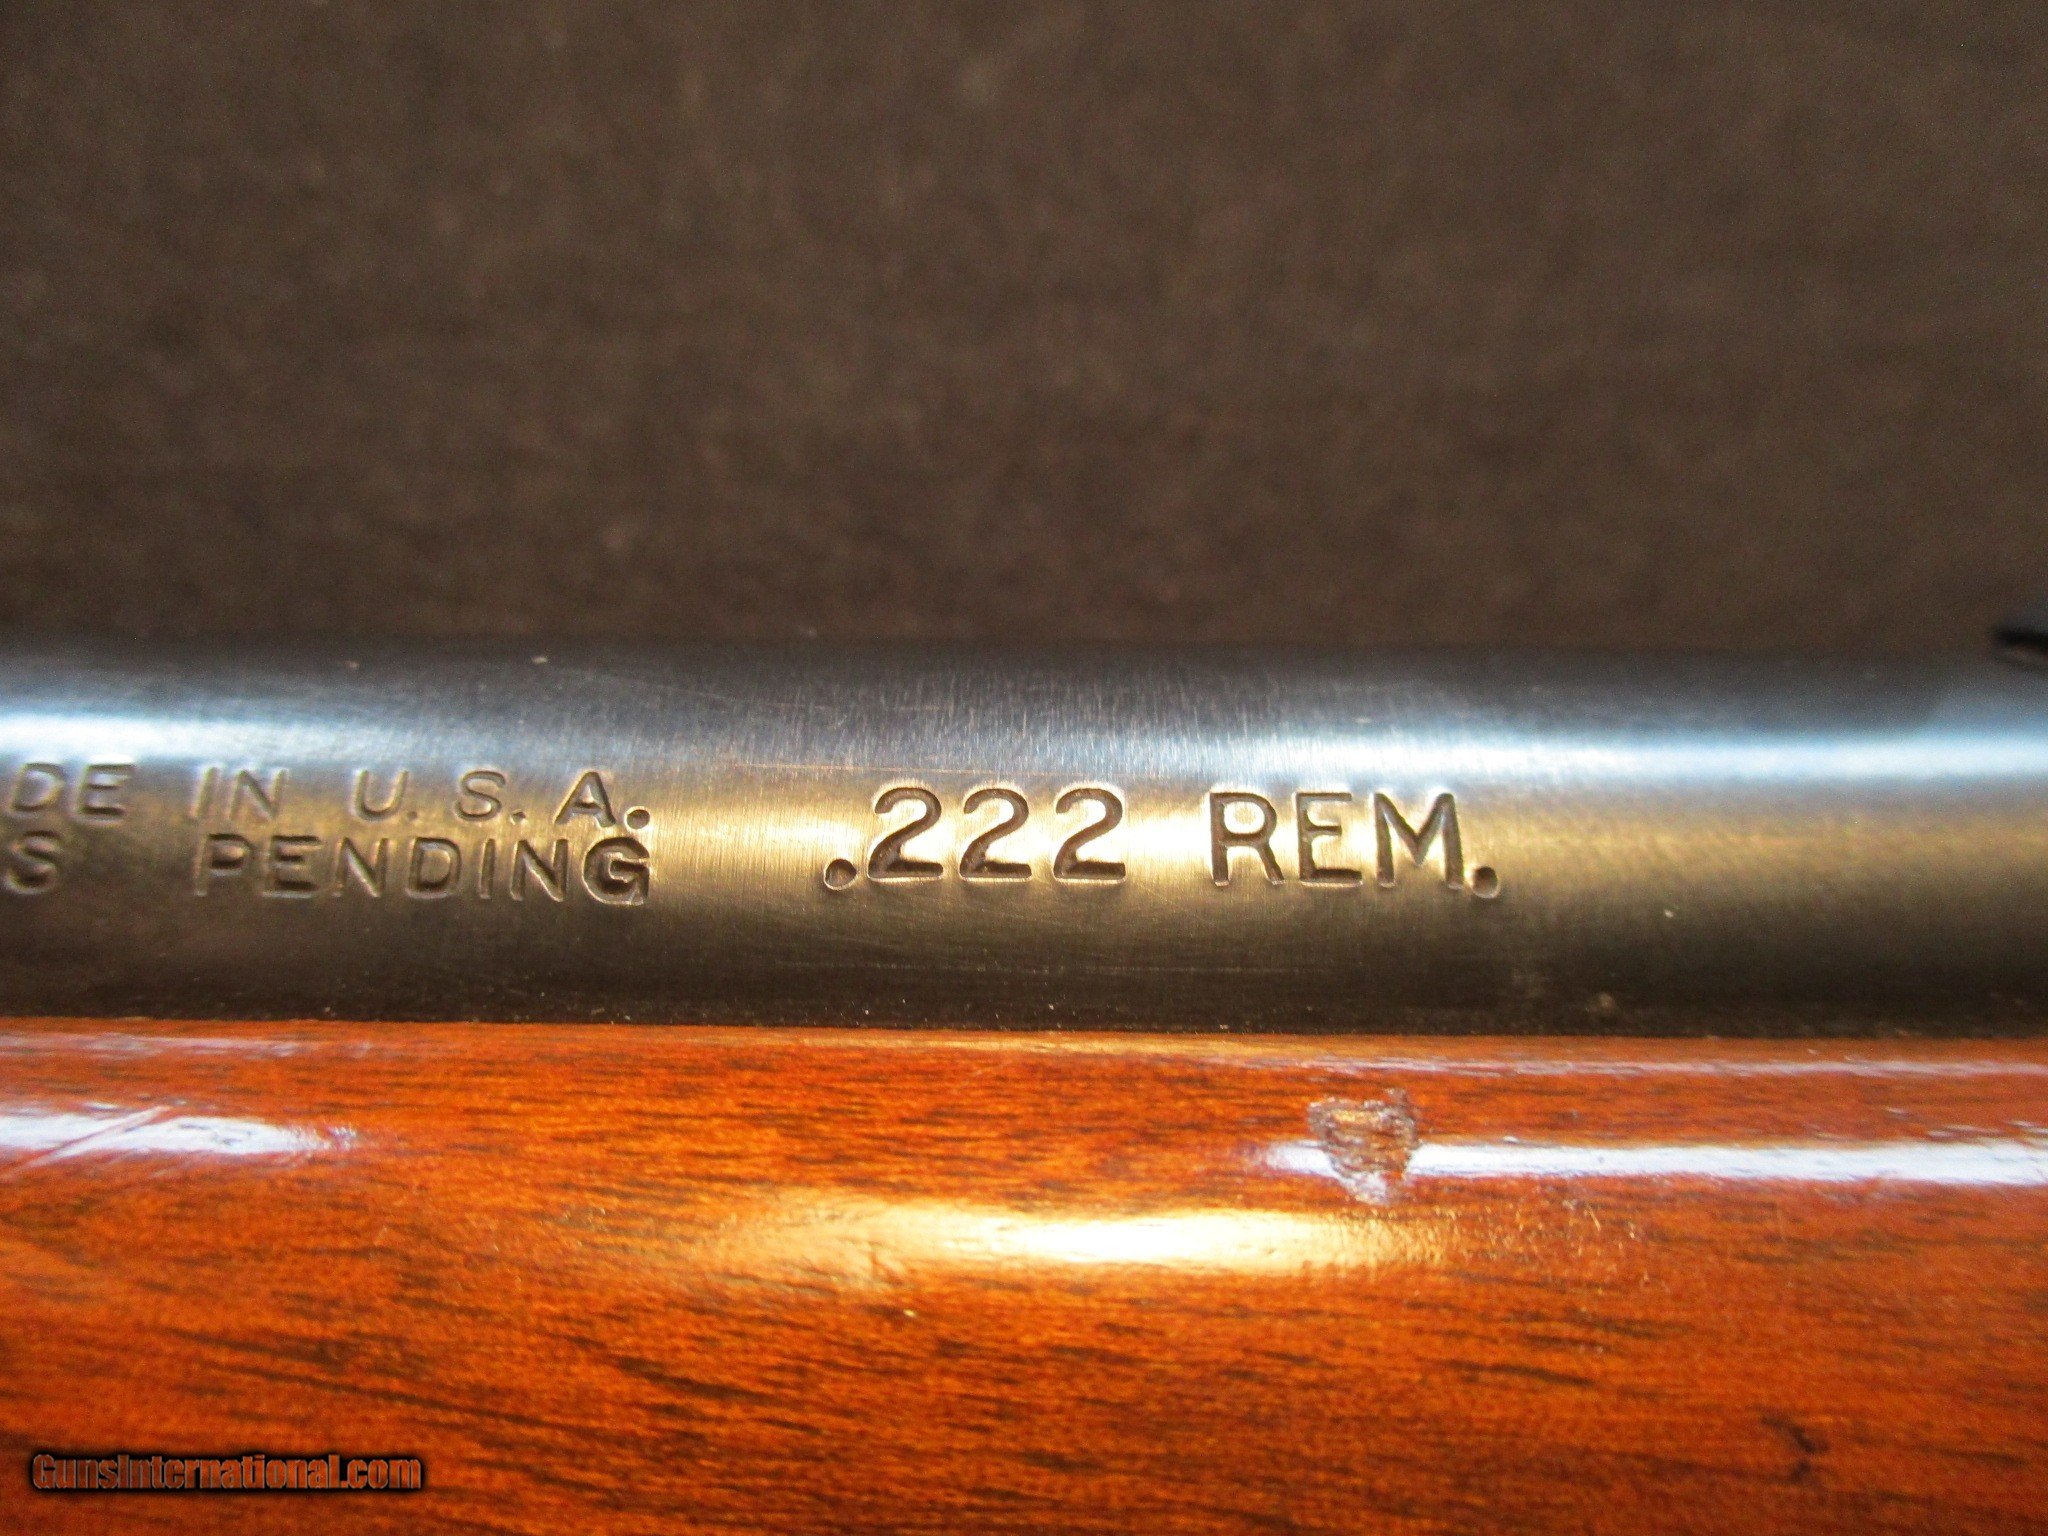 DE IN U.S.A.
S PENDING
.222 REM.
GunsInternational.com